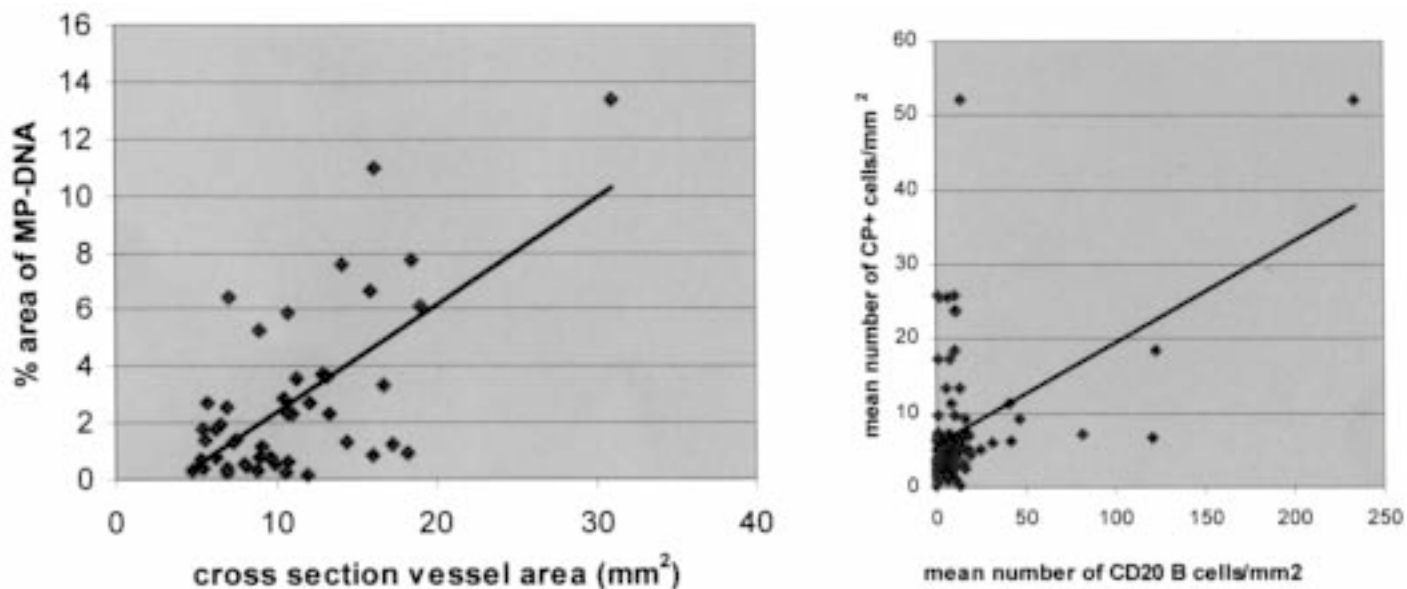 16
14
12
10
8
6
4
2
0
% area of MP-DNA
0 10 20 30 40
cross section vessel area (mm²)
60
50
40
30
20
10
0
mean number of CP+ cells/mm ²
0 50 100 150 200 250
mean number of CD20 B cells/mm2